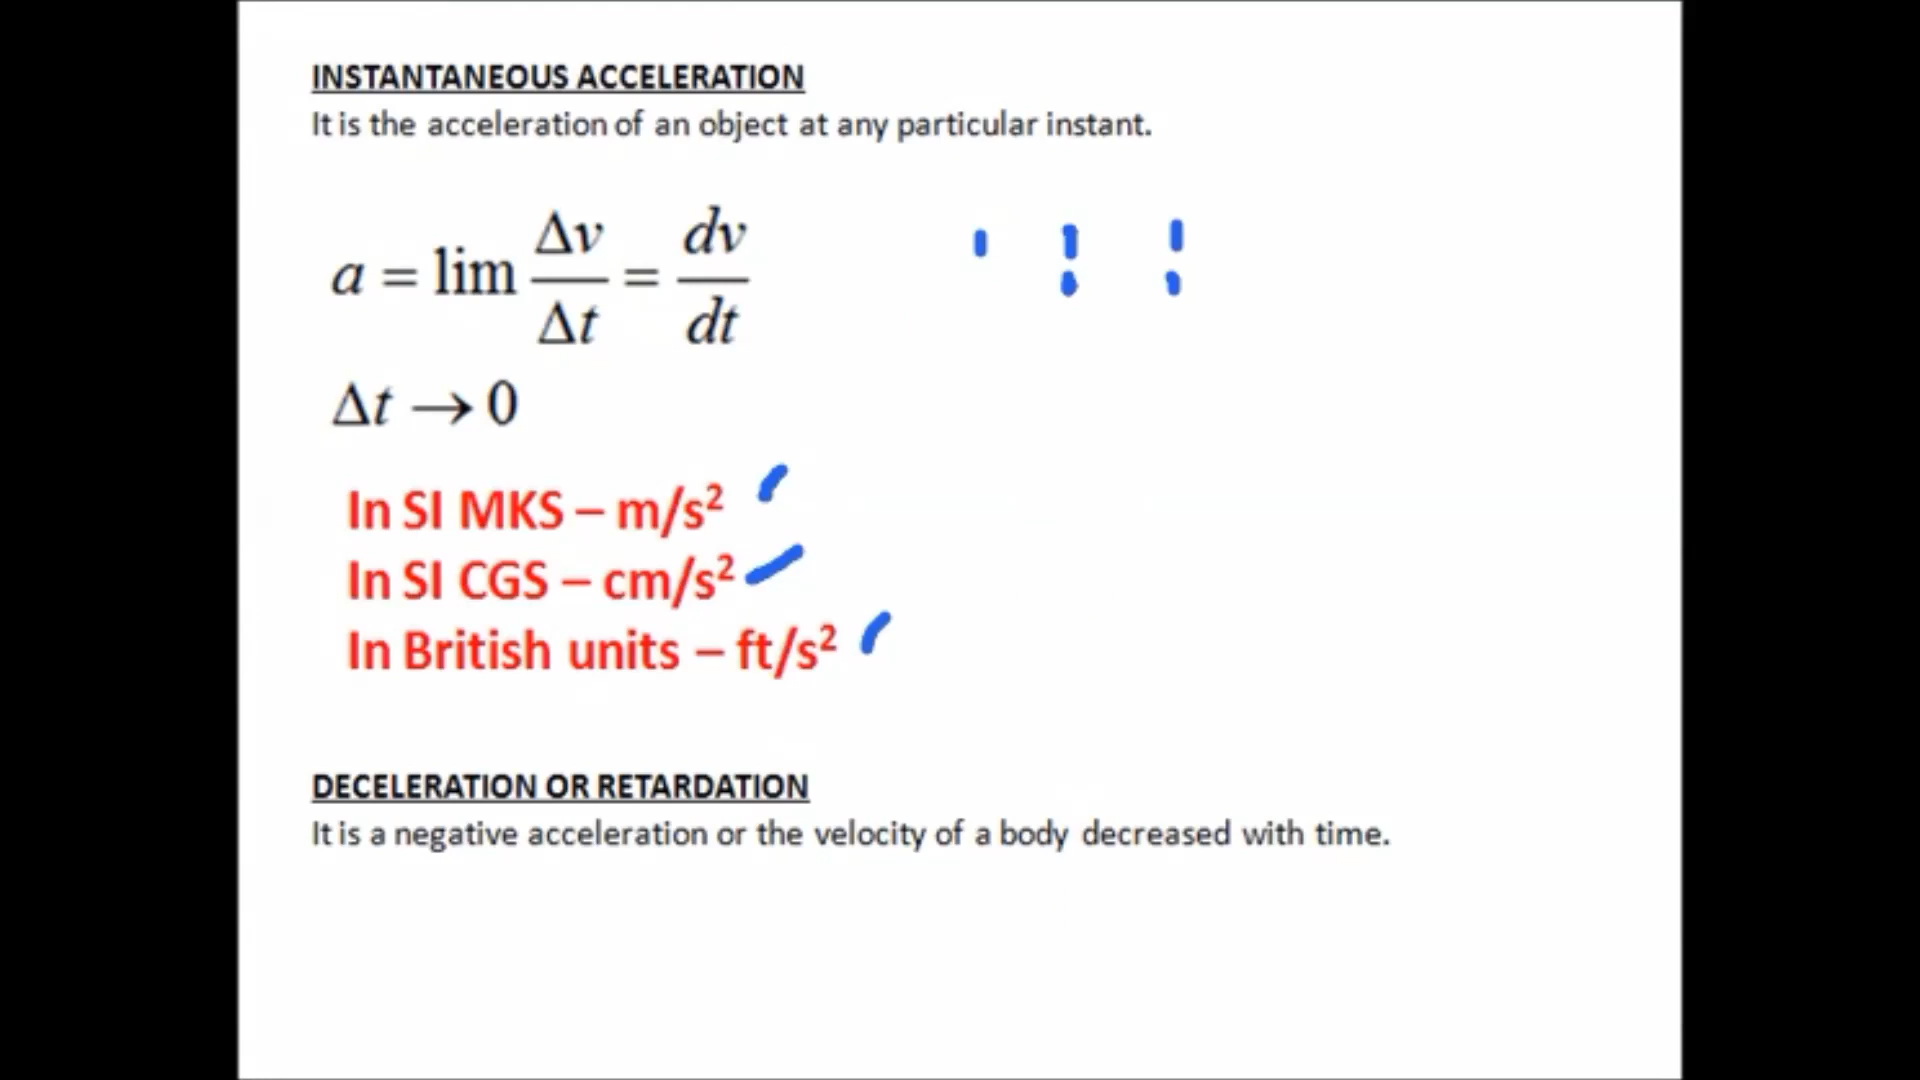 INSTANTANEOUS ACCELERATION
It is the acceleration of an object at any particular instant.
a = lim Δv/Δt = dv/dt
Δt → 0
In SI MKS – m/s²
In SI CGS – cm/s²
In British units – ft/s²
DECELERATION OR RETARDATION
It is a negative acceleration or the velocity of a body decreased with time.